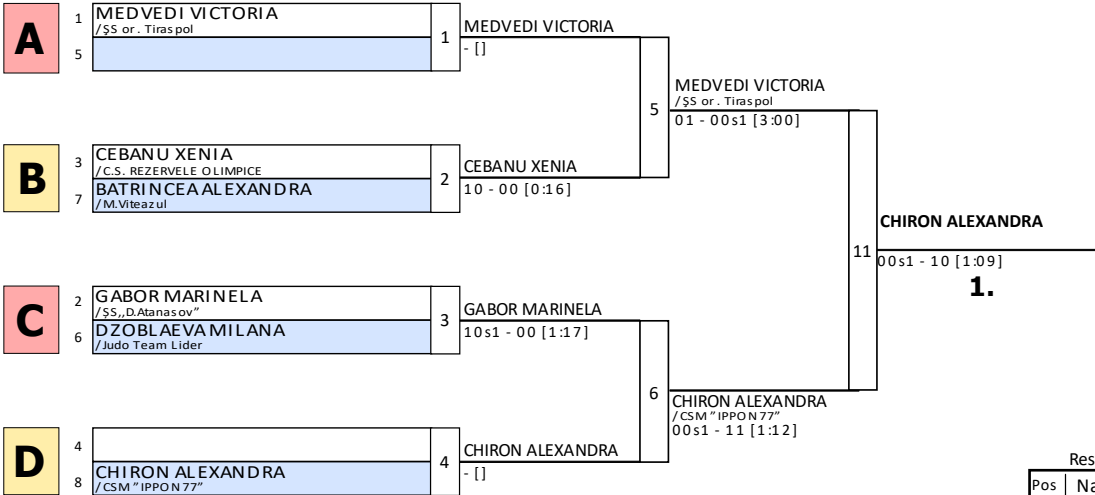 A
1 MEDVEDI VICTORIA
/ŞS or. Tiraspol
5
1
MEDVEDI VICTORIA
- []
5
MEDVEDI VICTORIA
/ŞS or. Tiraspol
01 - 00s1 [3:00]
B
3 CEBANU XENIA
/C.S. REZERVELE OLIMPICE
7 BATRINCEA ALEXANDRA
/M.Viteazul
2
CEBANU XENIA
10 - 00 [0:16]
11
CHIRON ALEXANDRA
00s1 - 10 [1:09]
1.
C
2 GABOR MARINELA
/ŞS,,D.Atanasov”
6 DZOBLAEVA MILANA
/Judo Team Lider
3
GABOR MARINELA
10s1 - 00 [1:17]
6
CHIRON ALEXANDRA
/CSM ”IPPON 77”
00s1 - 11 [1:12]
D
4
8 CHIRON ALEXANDRA
/CSM ”IPPON 77”
4
CHIRON ALEXANDRA
- []
Res
Pos Na